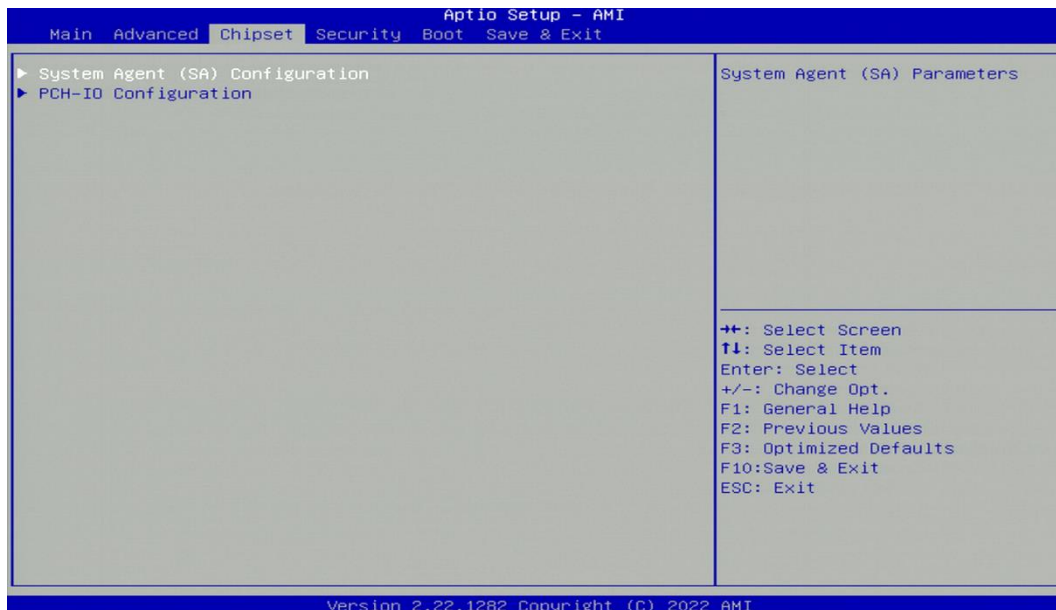 Aptio Setup – AMI
Main Advanced Chipset Security Boot Save & Exit
▶ System Agent (SA) Configuration
▶ PCH-IO Configuration
System Agent (SA) Parameters
→←: Select Screen
↑↓: Select Item
Enter: Select
+/-: Change Opt.
F1: General Help
F2: Previous Values
F3: Optimized Defaults
F10:Save & Exit
ESC: Exit
Version 2.22.1282 Copyright (C) 2022 AMI